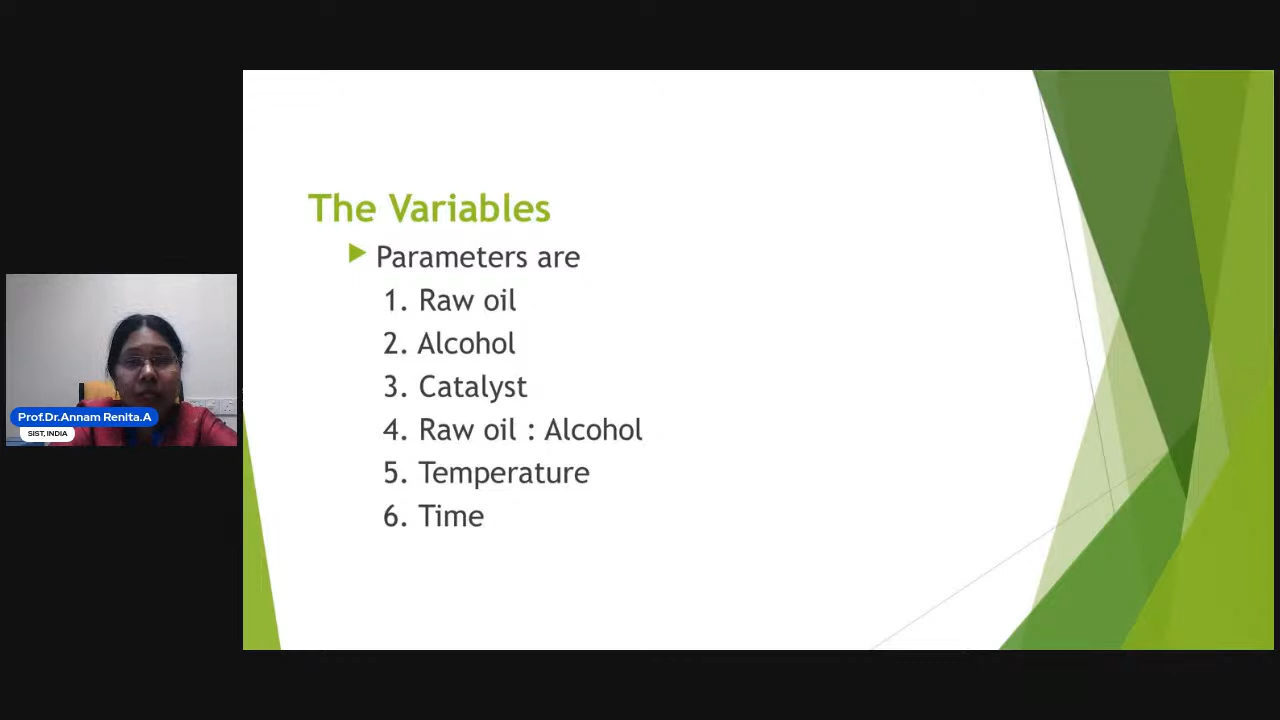 The Variables
Parameters are
1. Raw oil
2. Alcohol
3. Catalyst
4. Raw oil : Alcohol
5. Temperature
6. Time
Prof.Dr.Annam Renita.A
SIST, INDIA